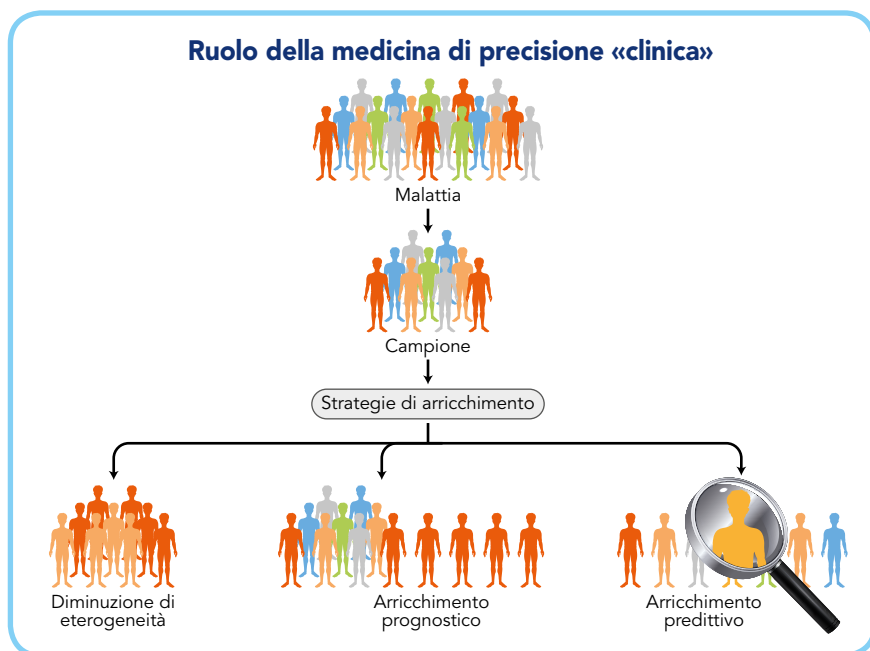 Ruolo della medicina di precisione «clinica»
Malattia
Campione
Strategie di arricchimento
Diminuzione di
eterogeneità
Arricchimento
prognostico
Arricchimento
predittivo